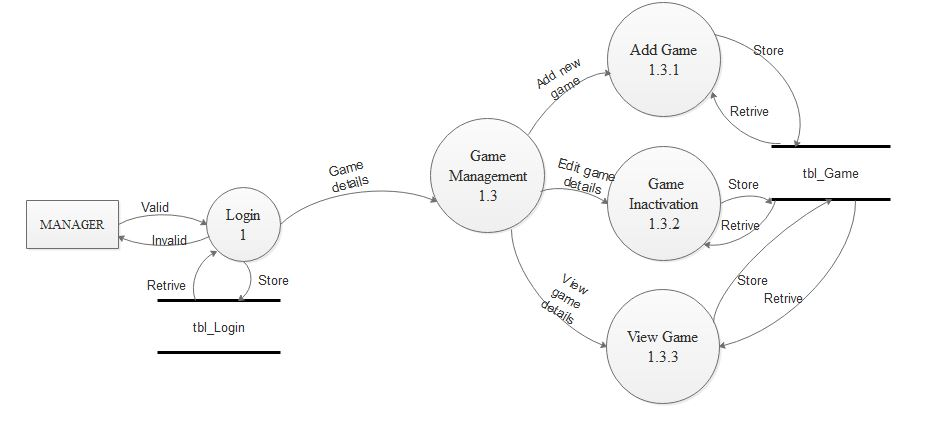 Add Game
1.3.1
Store
Add new
game
Retrive
Game
Management
1.3
Edit game
details
Game
Inactivation
1.3.2
Store
Retrive
tbl_Game
Game
details
MANAGER
Valid
Invalid
Login
1
Retrive
Store
tbl_Login
View
game
details
View Game
1.3.3
Store
Retrive